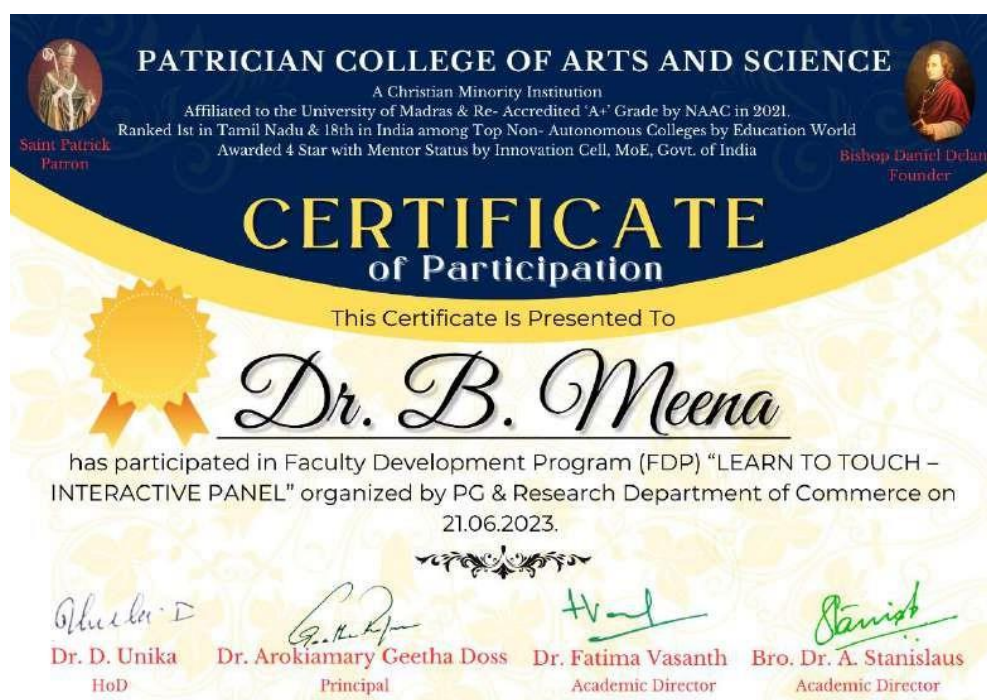 PATRICIAN COLLEGE OF ARTS AND SCIENCE
A Christian Minority Institution
Affiliated to the University of Madras & Re- Accredited ‘A+’ Grade by NAAC in 2021.
Ranked 1st in Tamil Nadu & 18th in India among Top Non- Autonomous Colleges by Education World
Awarded 4 Star with Mentor Status by Innovation Cell, MoE, Govt. of India
Saint Patrick
Patron
Bishop Daniel Delan
Founder
CERTIFICATE
of Participation
This Certificate Is Presented To
Dr. B. Meena
has participated in Faculty Development Program (FDP) “LEARN TO TOUCH –
INTERACTIVE PANEL” organized by PG & Research Department of Commerce on
21.06.2023.
Dr. D. Unika
HoD
Dr. Arokiamary Geetha Doss
Principal
Dr. Fatima Vasanth
Academic Director
Bro. Dr. A. Stanislaus
Academic Director